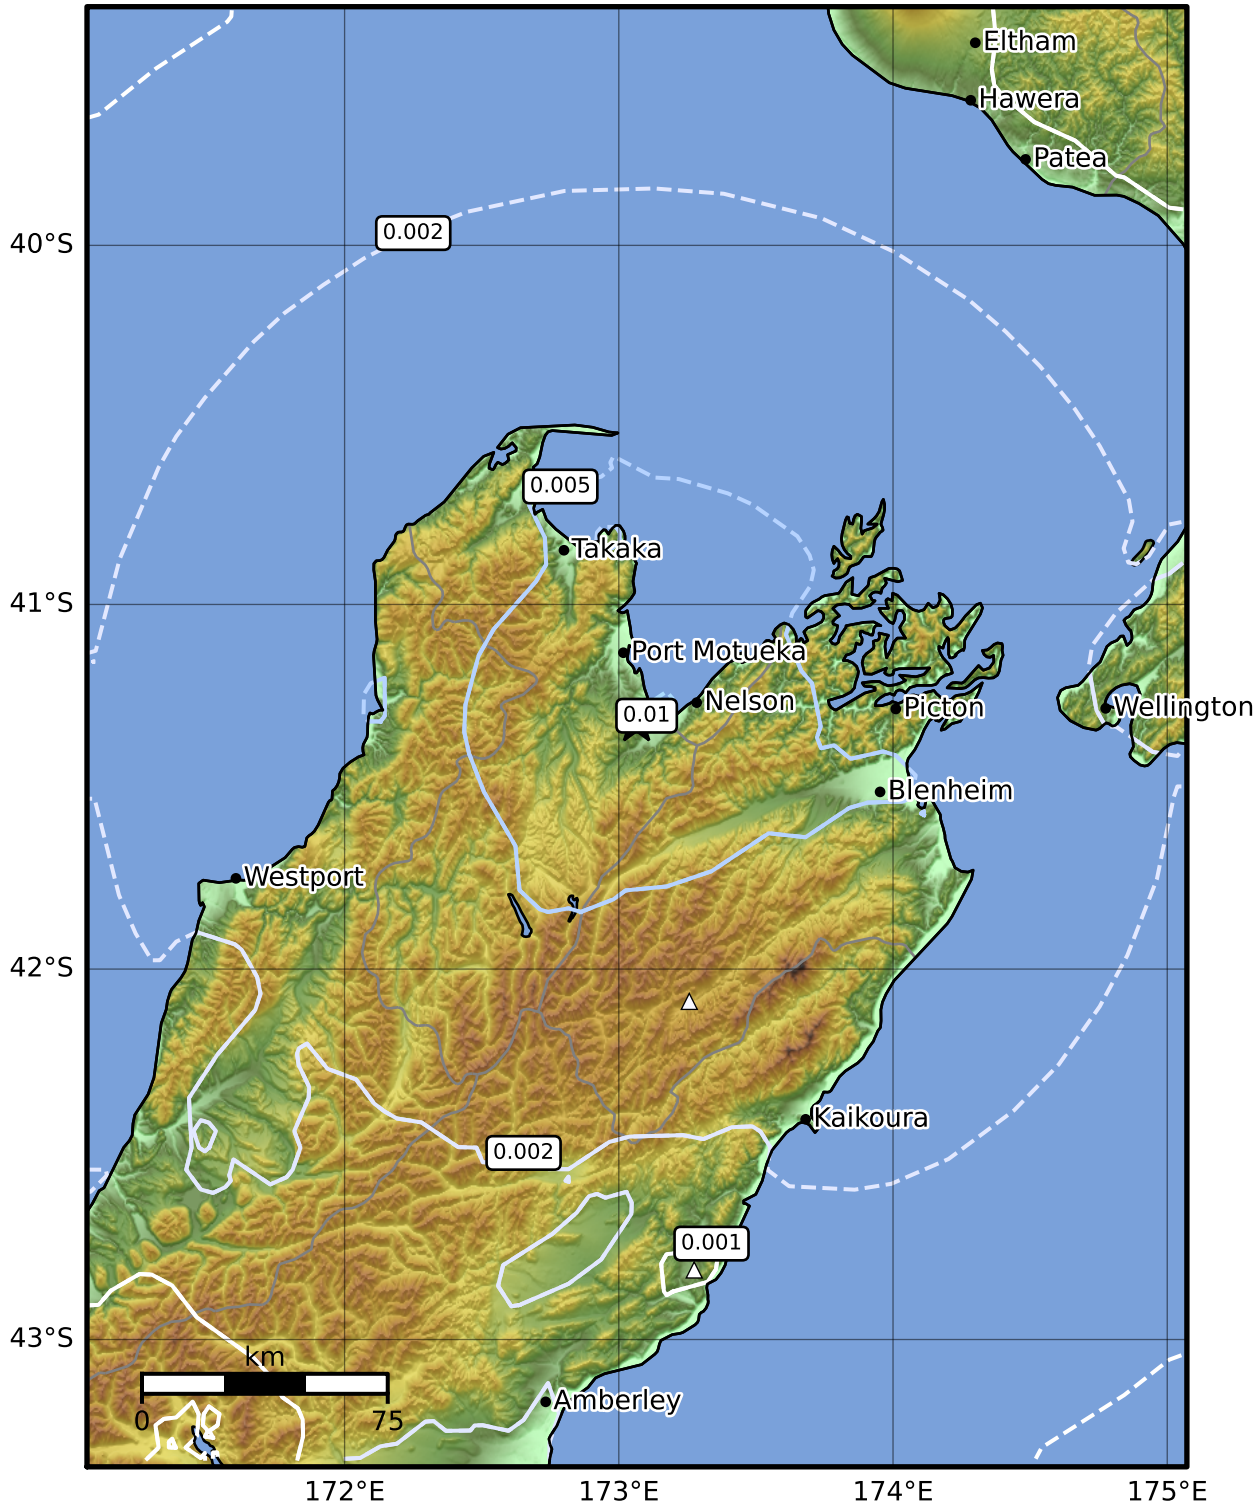 Eltham
Hawera
Patea
0.002
40°S
0.005
Takaka
41°S
Port Motueka
Nelson
0.01
Picton
Wellington
Blenheim
Westport
42°S
Kaikoura
0.002
0.001
43°S
km
0 75
Amberley
172°E 173°E 174°E 175°E